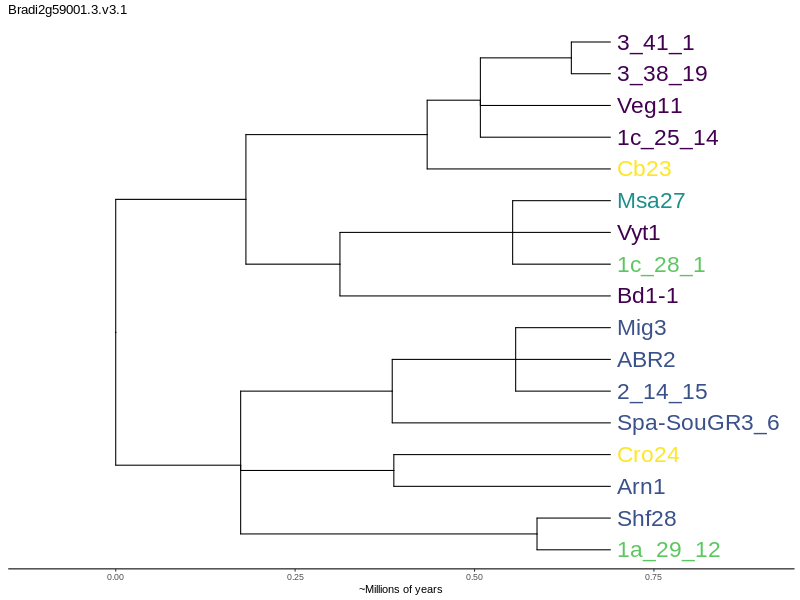 Bradi2g59001.3.v3.1
3_41_1
3_38_19
Veg11
1c_25_14
Cb23
Msa27
Vyt1
1c_28_1
Bd1-1
Mig3
ABR2
2_14_15
Spa-SouGR3_6
Cro24
Arn1
Shf28
1a_29_12
0.00 0.25 0.50 0.75
~Millions of years